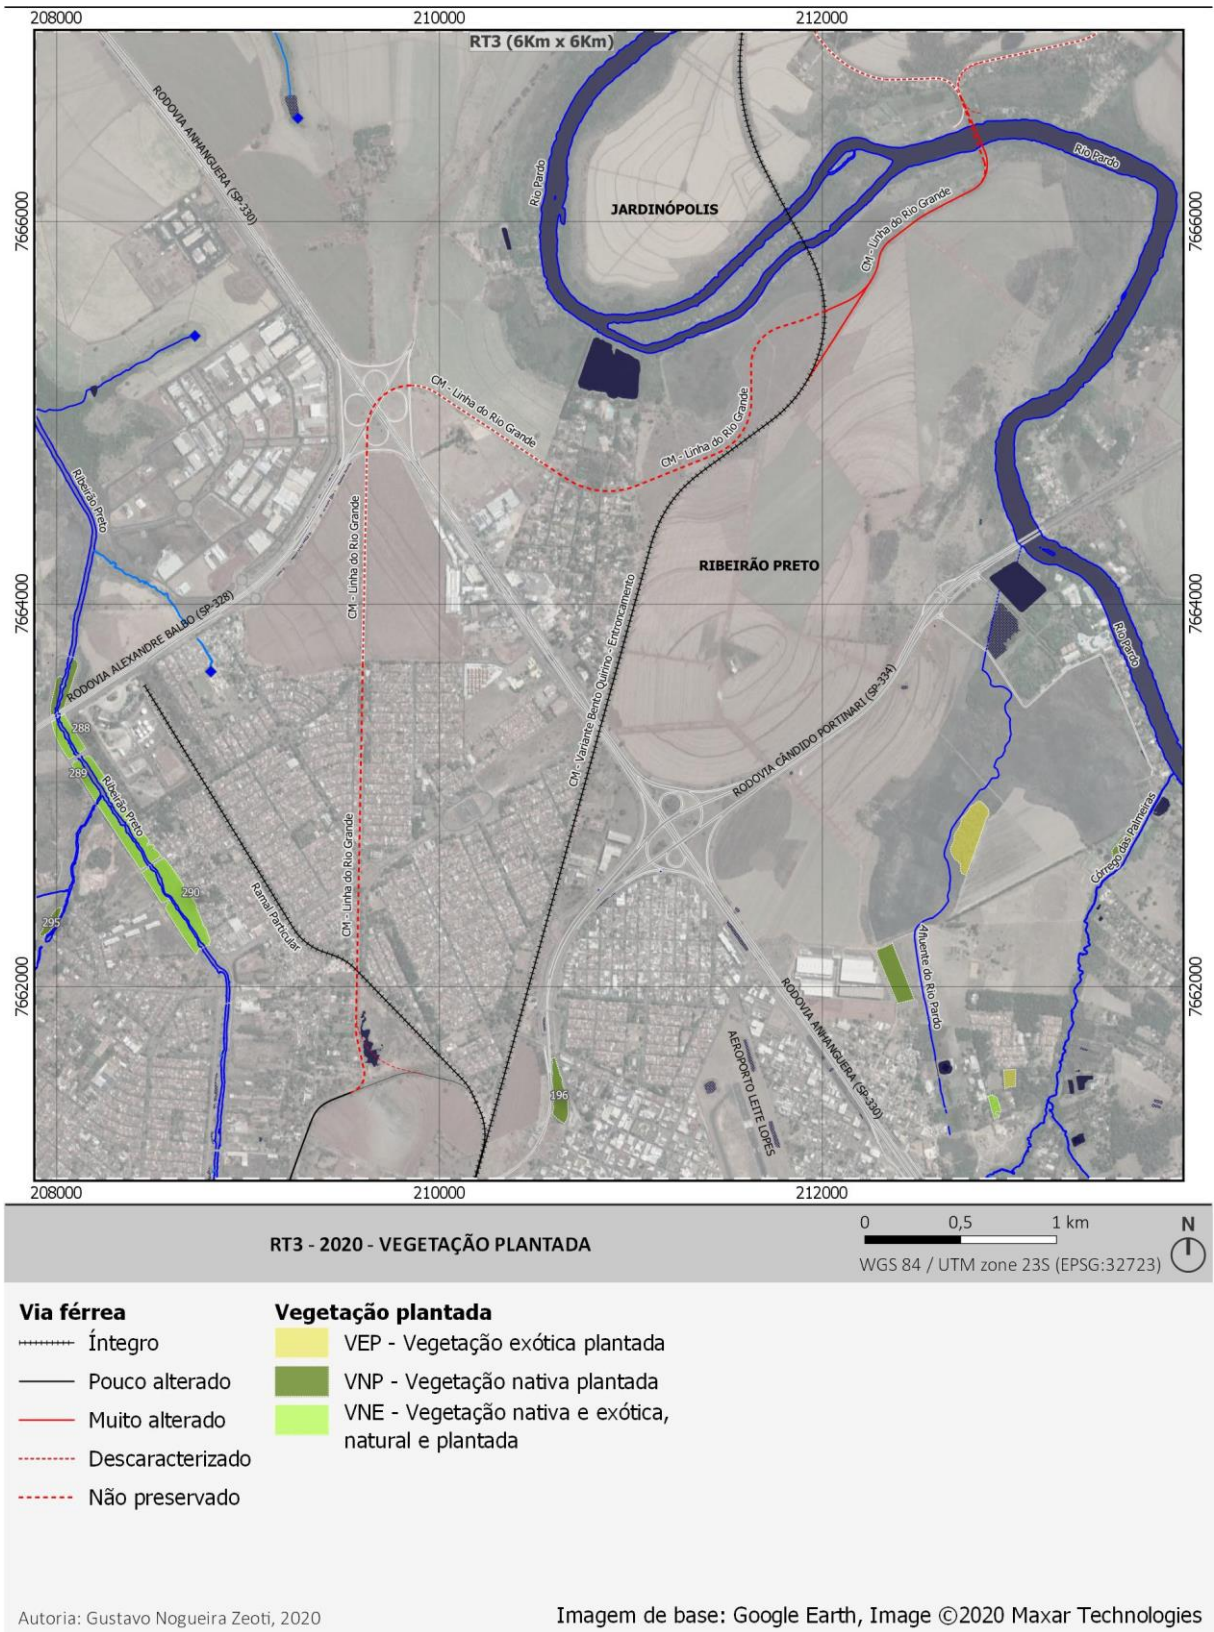 208000
210000
212000
RT3 (6Km x 6Km)
RODOVIA ANHANGUERA (SP-330)
Rio Pardo
Rio Pardo
7666000
JARDINÓPOLIS
CM - Linha do Rio Grande
7666000
CM - Linha do Rio Grande
CM - Linha do Rio Grande
Ribeirão Preto
CM - Linha do Rio Grande
RIBEIRÃO PRETO
7664000
RODOVIA ALEXANDRE BALBO (SP-328)
CM - Variante Bento Quirino - Entroncamento
7664000
Rio Pardo
RODOVIA CÂNDIDO PORTINARI (SP-334)
288
289
Ribeirão Preto
Córrego das Palmeiras
CM - Linha do Rio Grande
290
295
Ramal Particular
Afluente do Rio Pardo
7662000
RODOVIA ANHANGUERA (SP-330)
7662000
AEROPORTO LEITE LOPES
196
208000
210000
212000
RT3 - 2020 - VEGETAÇÃO PLANTADA
0 0,5 1 km
N
WGS 84 / UTM zone 23S (EPSG:32723)
Via férrea
Íntegro
Pouco alterado
Muito alterado
Descaracterizado
Não preservado
Vegetação plantada
VEP - Vegetação exótica plantada
VNP - Vegetação nativa plantada
VNE - Vegetação nativa e exótica,
natural e plantada
Autoria: Gustavo Nogueira Zeoti, 2020
Imagem de base: Google Earth, Image ©2020 Maxar Technologies